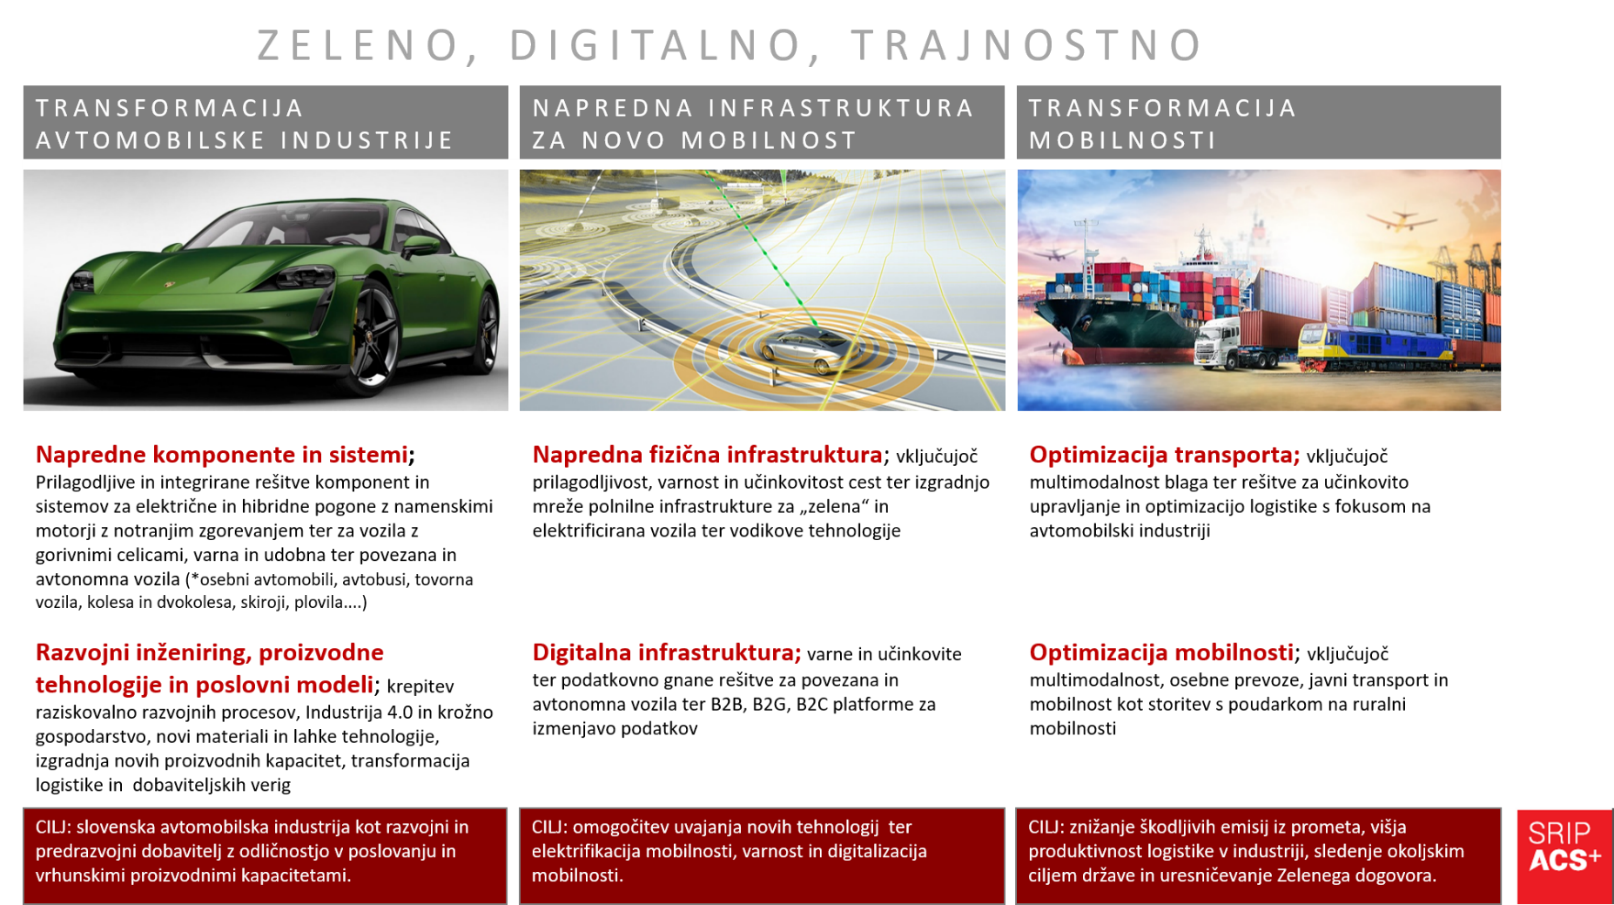 ZELENO, DIGITALNO, TRAJNOSTNO
TRANSFORMACIJA
AVTOMOBILSKE INDUSTRIJE
Napredne komponente in sistemi;
Prilagodljive in integrirane rešitve komponent in
sistemov za električne in hibridne pogone z namenskimi
motorji z notranjim zgorevanjem ter za vozila z
gorivnimi celicami, varna in udobna ter povezana in
avtonomna vozila (*osebni avtomobili, avtobusi, tovorna
vozila, kolesa in dvokolesa, skiroji, plovila....)
Razvojni inženiring, proizvodne
tehnologije in poslovni modeli; krepitev
raziskovalno razvojnih procesov, Industrija 4.0 in krožno
gospodarstvo, novi materiali in lahke tehnologije,
izgradnja novih proizvodnih kapacitet, transformacija
logistike in dobaviteljskih verig
CILJ: slovenska avtomobilska industrija kot razvojni in
predrazvojni dobavitelj z odličnostjo v poslovanju in
vrhunskimi proizvodnimi kapacitetami.
NAPREDNA INFRASTRUKTURA
ZA NOVO MOBILNOST
Napredna fizična infrastruktura; vključujoč
prilagodljivost, varnost in učinkovitost cest ter izgradnjo
mreže polnilne infrastrukture za „zelena“ in
elektrificirana vozila ter vodikove tehnologije
Digitalna infrastruktura; varne in učinkovite
ter podatkovno gnane rešitve za povezana in
avtonomna vozila ter B2B, B2G, B2C platforme za
izmenjavo podatkov
CILJ: omogočitev uvajanja novih tehnologij ter
elektrifikacija mobilnosti, varnost in digitalizacija
mobilnosti.
TRANSFORMACIJA
MOBILNOSTI
Optimizacija transporta; vključujoč
multimodalnost blaga ter rešitve za učinkovito
upravljanje in optimizacijo logistike s fokusom na
avtomobilski industriji
Optimizacija mobilnosti; vključujoč
multimodalnost, osebne prevoze, javni transport in
mobilnost kot storitev s poudarkom na ruralni
mobilnosti
CILJ: znižanje škodljivih emisij iz prometa, višja
produktivnost logistike v industriji, sledenje okoljskim
ciljem države in uresničevanje Zelenega dogovora.
SRIP
ACS+